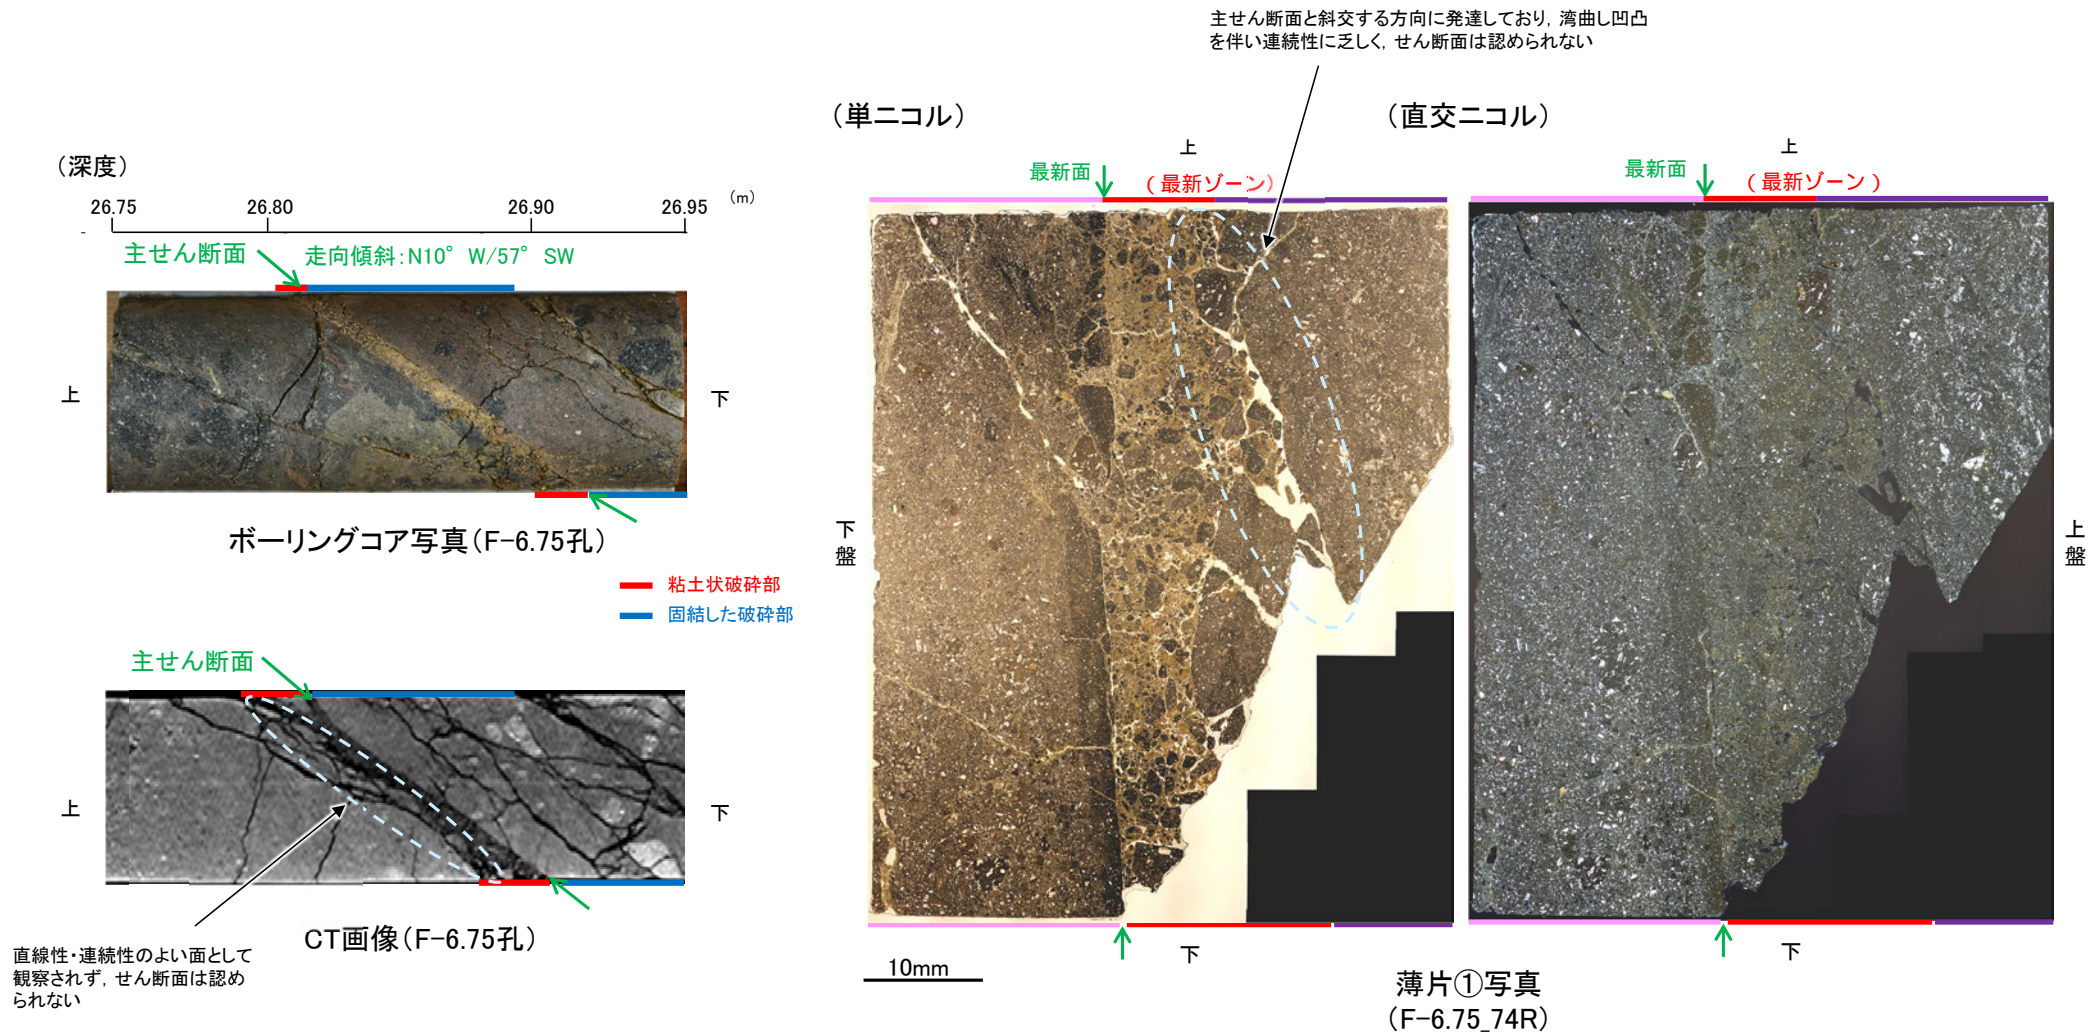 主せん断面と斜交する方向に発達しており, 湾曲し凹凸
を伴い連続性に乏しく, せん断面は認められない
(単ニコル)
(直交ニコル)
(深度)
上
上
最新面
(最新ゾーン)
最新面
(最新ゾーン)
26.75
26.80
26.90
26.95
(m)
主せん断面
走向傾斜:N10° W/57° SW
上
下
下盤
上盤
ボーリングコア写真(F-6.75孔)
粘土状破砕部
固結した破砕部
主せん断面
上
下
CT画像(F-6.75孔)
直線性・連続性のよい面として
観察されず, せん断面は認め
られない
下
下
10mm
薄片①写真
(F-6.75_74R)